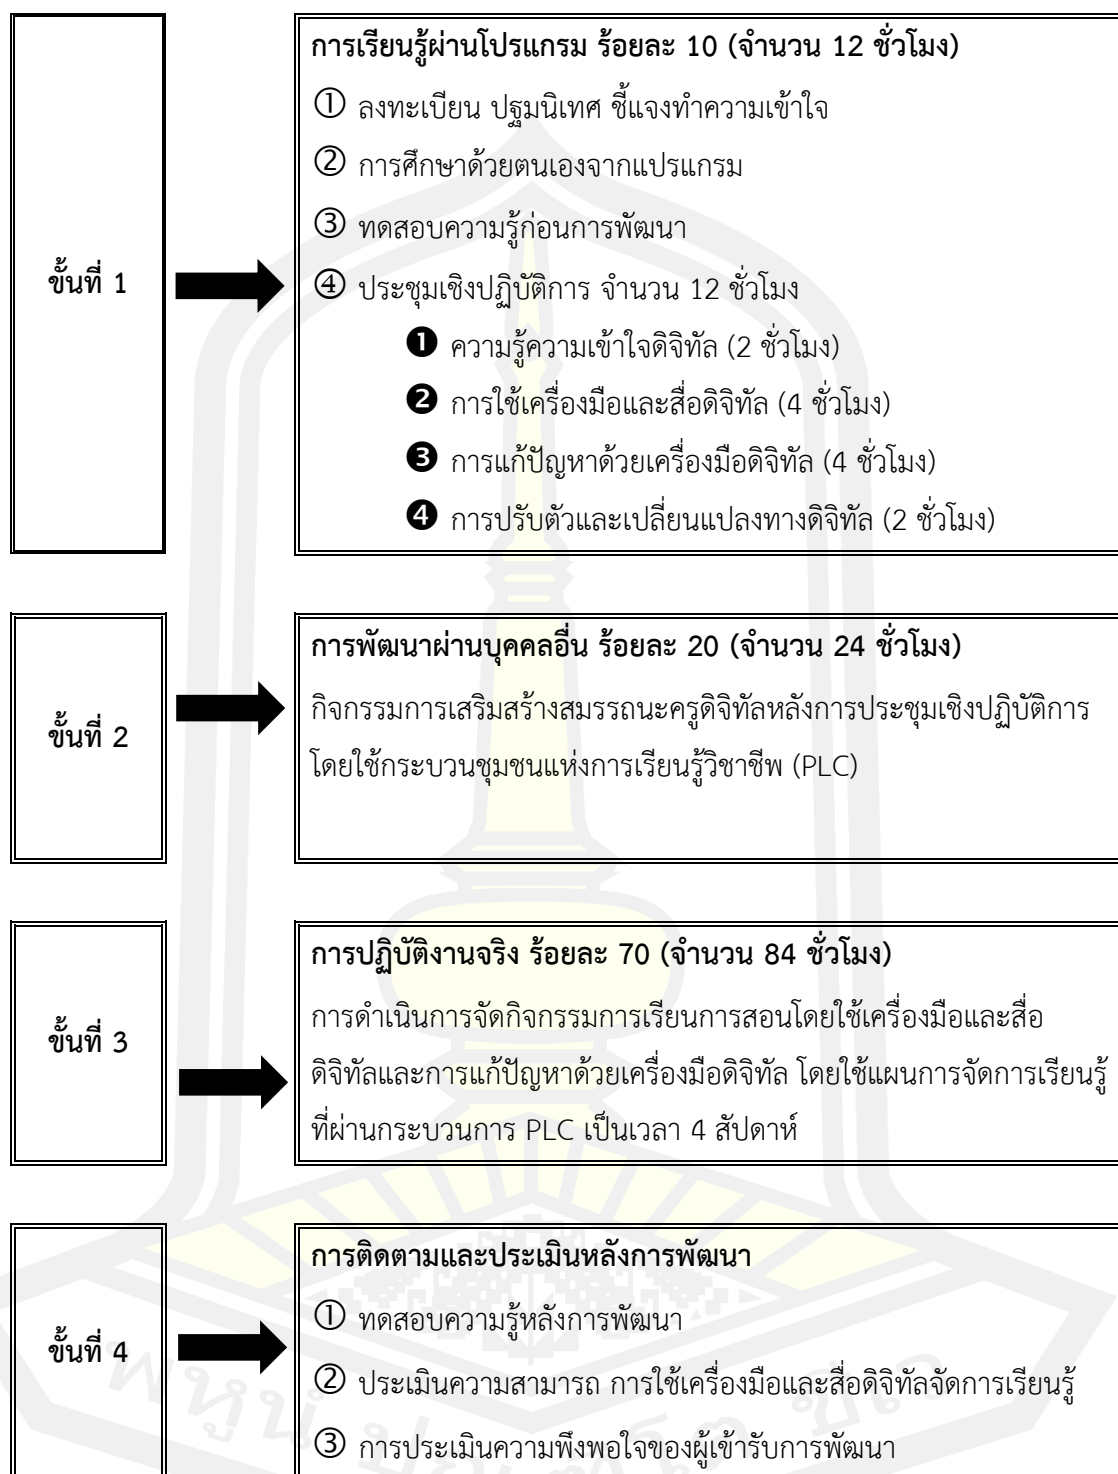 ขั้นที่ 1
การเรียนรู้ผ่านโปรแกรม ร้อยละ 10 (จำนวน 12 ชั่วโมง)
① ลงทะเบียน ปฐมนิเทศ ชี้แจงทำความเข้าใจ
② การศึกษาด้วยตนเองจากแปรแกรม
③ ทดสอบความรู้ก่อนการพัฒนา
④ ประชุมเชิงปฏิบัติการ จำนวน 12 ชั่วโมง
❶ ความรู้ความเข้าใจดิจิทัล (2 ชั่วโมง)
❷ การใช้เครื่องมือและสื่อดิจิทัล (4 ชั่วโมง)
❸ การแก้ปัญหาด้วยเครื่องมือดิจิทัล (4 ชั่วโมง)
❹ การปรับตัวและเปลี่ยนแปลงทางดิจิทัล (2 ชั่วโมง)
ขั้นที่ 2
การพัฒนาผ่านบุคคลอื่น ร้อยละ 20 (จำนวน 24 ชั่วโมง)
กิจกรรมการเสริมสร้างสมรรถนะครูดิจิทัลหลังการประชุมเชิงปฏิบัติการ
โดยใช้กระบวนชุมชนแห่งการเรียนรู้วิชาชีพ (PLC)
ขั้นที่ 3
การปฏิบัติงานจริง ร้อยละ 70 (จำนวน 84 ชั่วโมง)
การดำเนินการจัดกิจกรรมการเรียนการสอนโดยใช้เครื่องมือและสื่อ
ดิจิทัลและการแก้ปัญหาด้วยเครื่องมือดิจิทัล โดยใช้แผนการจัดการเรียนรู้
ที่ผ่านกระบวนการ PLC เป็นเวลา 4 สัปดาห์
ขั้นที่ 4
การติดตามและประเมินหลังการพัฒนา
① ทดสอบความรู้หลังการพัฒนา
② ประเมินความสามารถ การใช้เครื่องมือและสื่อดิจิทัลจัดการเรียนรู้
③ การประเมินความพึงพอใจของผู้เข้ารับการพัฒนา